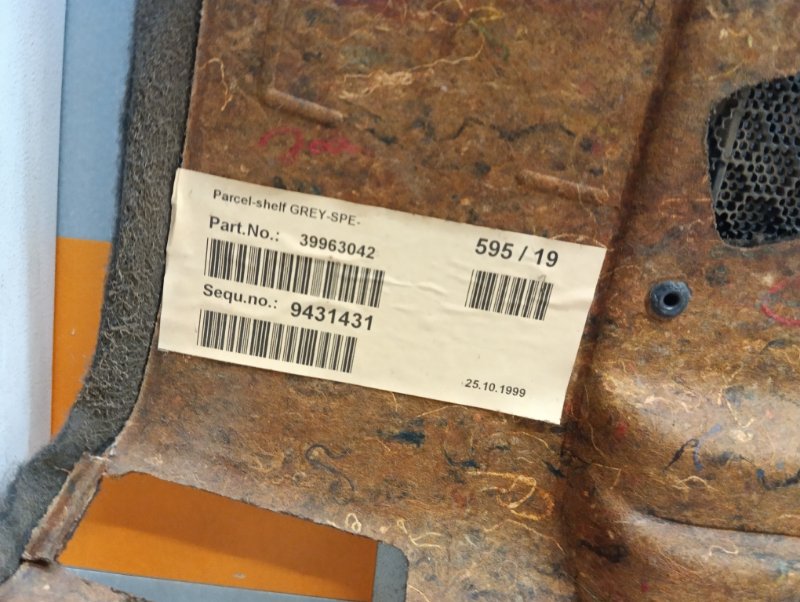 Parcel-shelf GREY-SPE-
Part.No.: 39963042
595 / 19
Sequ.no.: 9431431
25.10.1999